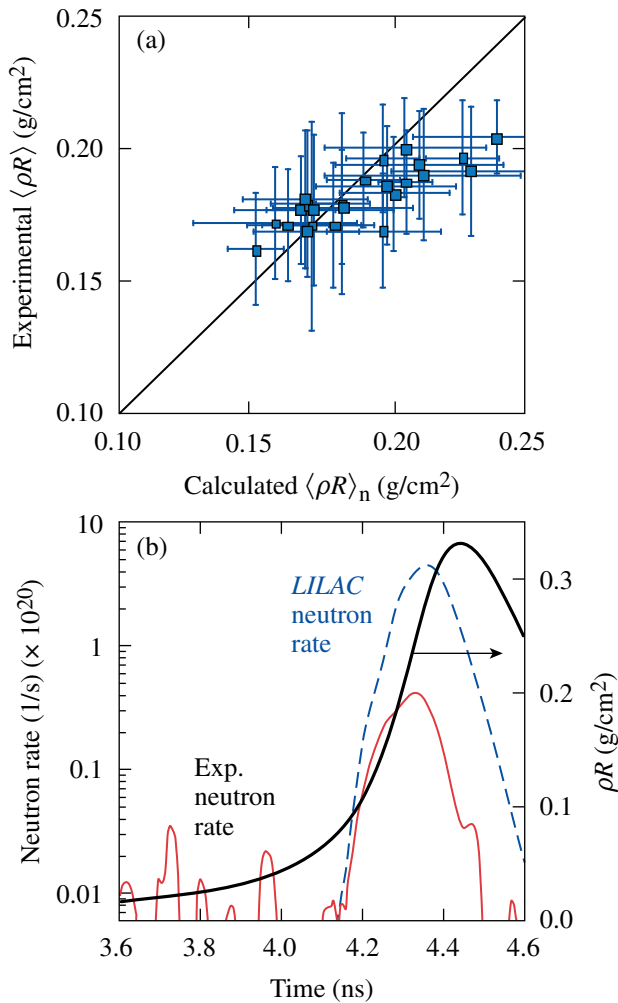 (a)
0.25
0.20
0.15
0.10
Experimental ⟨ρR⟩ (g/cm²)
0.10 0.15 0.20 0.25
Calculated ⟨ρR⟩ₙ (g/cm²)
(b)
10
1
0.1
0.01
Neutron rate (1/s) (× 10²⁰)
LILAC
neutron
rate
Exp.
neutron
rate
0.3
0.2
0.1
0.0
ρR (g/cm²)
3.6 3.8 4.0 4.2 4.4 4.6
Time (ns)